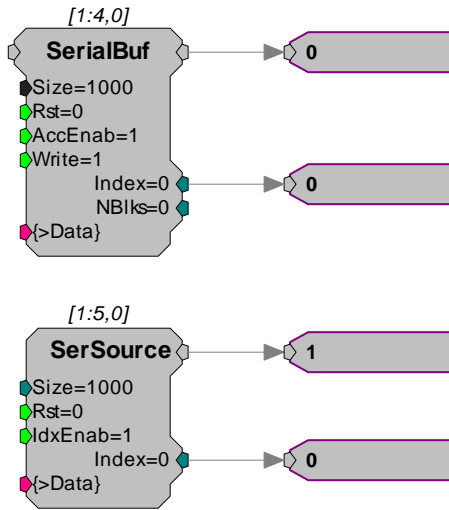 [1:4,0]
SerialBuf 0
Size=1000
Rst=0
AccEnab=1
Write=1
Index=0 0
NBlks=0
{>Data}
[1:5,0]
SerSource 1
Size=1000
Rst=0
IdxEnab=1
Index=0 0
{>Data}